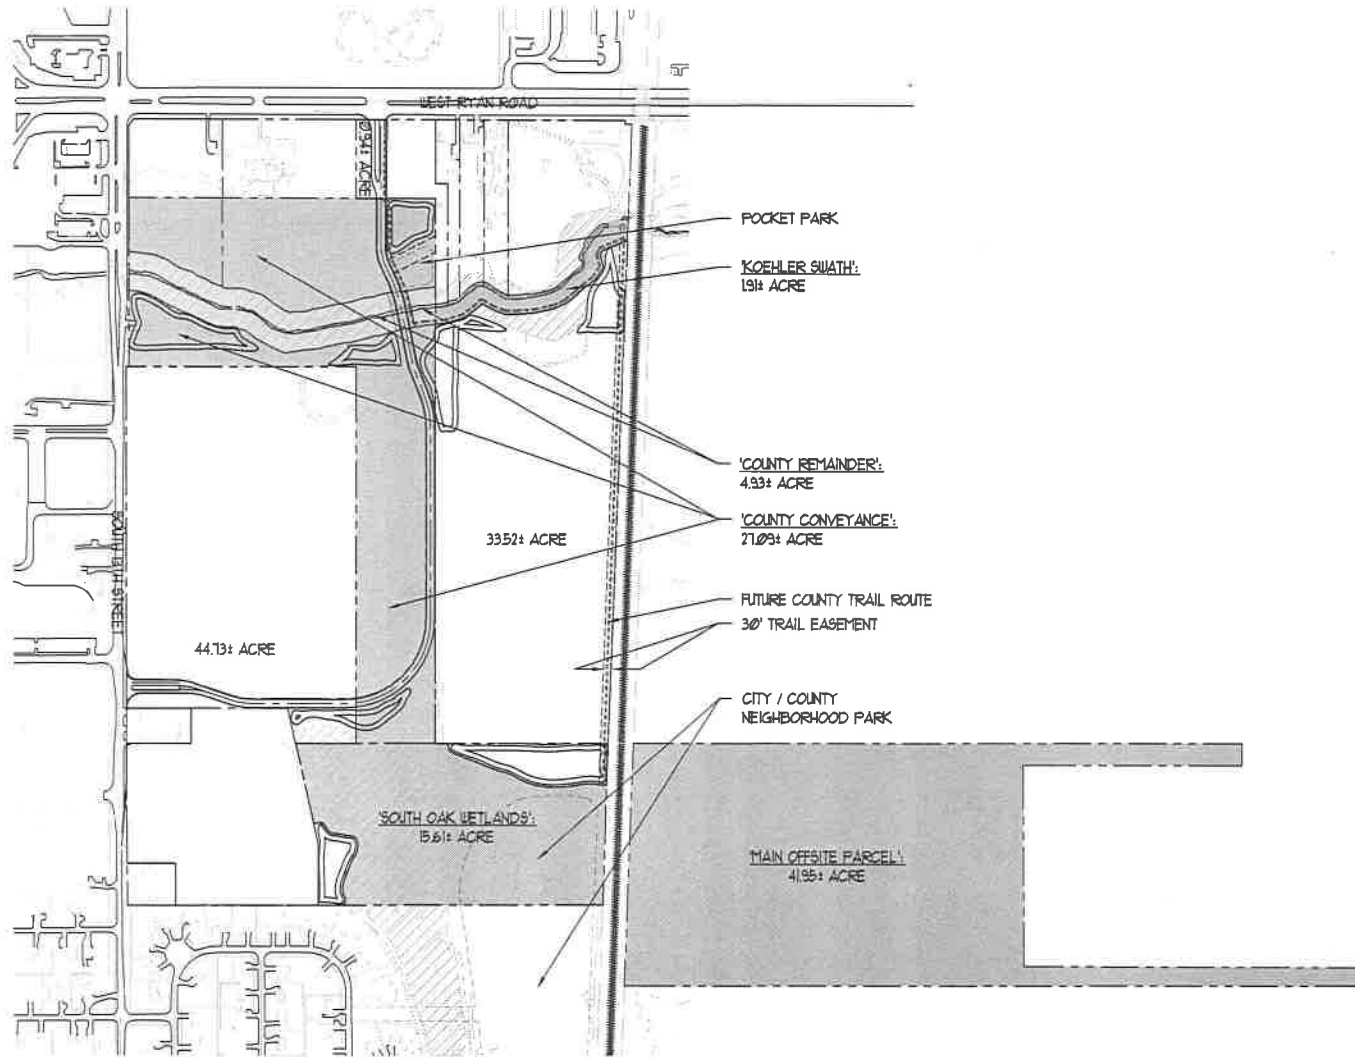 WEST RYAN ROAD
0.94± ACRE
POCKET PARK
'KOEHLER SWATH':
1.91± ACRE
'COUNTY REMAINDER':
4.93± ACRE
'COUNTY CONVEYANCE':
27.09± ACRE
33.52± ACRE
FUTURE COUNTY TRAIL ROUTE
30' TRAIL EASEMENT
SOUTH 13TH STREET
44.73± ACRE
CITY / COUNTY
NEIGHBORHOOD PARK
'SOUTH OAK WETLANDS':
15.61± ACRE
'MAIN OFFSITE PARCEL':
41.95± ACRE